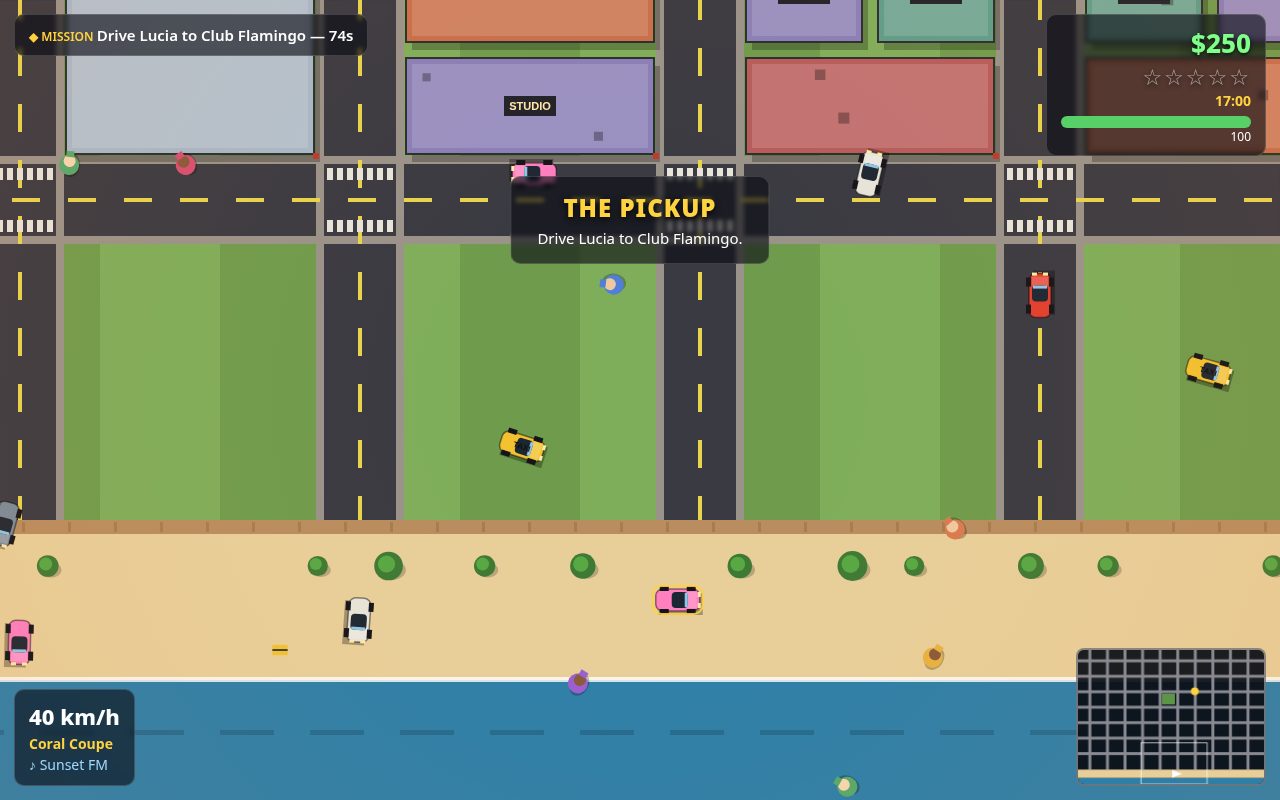 ◆ MISSION Drive Lucia to Club Flamingo — 74s
$250
☆☆☆☆☆
17:00
100
STUDIO
THE PICKUP
Drive Lucia to Club Flamingo.
40 km/h
Coral Coupe
♪ Sunset FM